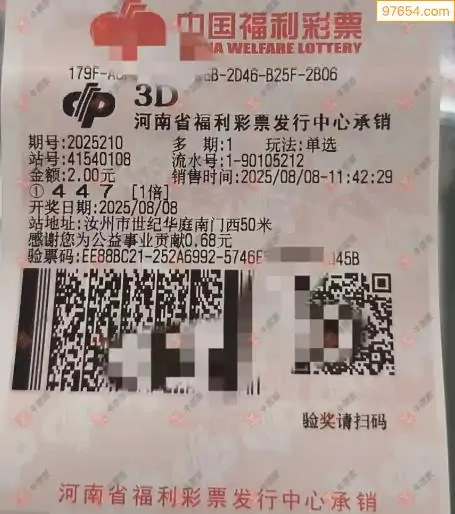 97654.com
中国福利彩票
NA WELFARE LOTTERY
3D
河南省福利彩票发行中心承销
期号:2025210 多 期:1 玩法:单选
站号:41540108 流水号:1-90105212
金额:2.00元 销售时间:2025/08/08-11:42:29
① 4 4 7 [1倍]
开奖日期:2025/08/08
站地址:汝州市世纪华庭南门西50米
感谢您为公益事业贡献0.68元
验票码:EE88BC21-252A6992-5746E 045B
验奖请扫码
河南省福利彩票发行中心承销